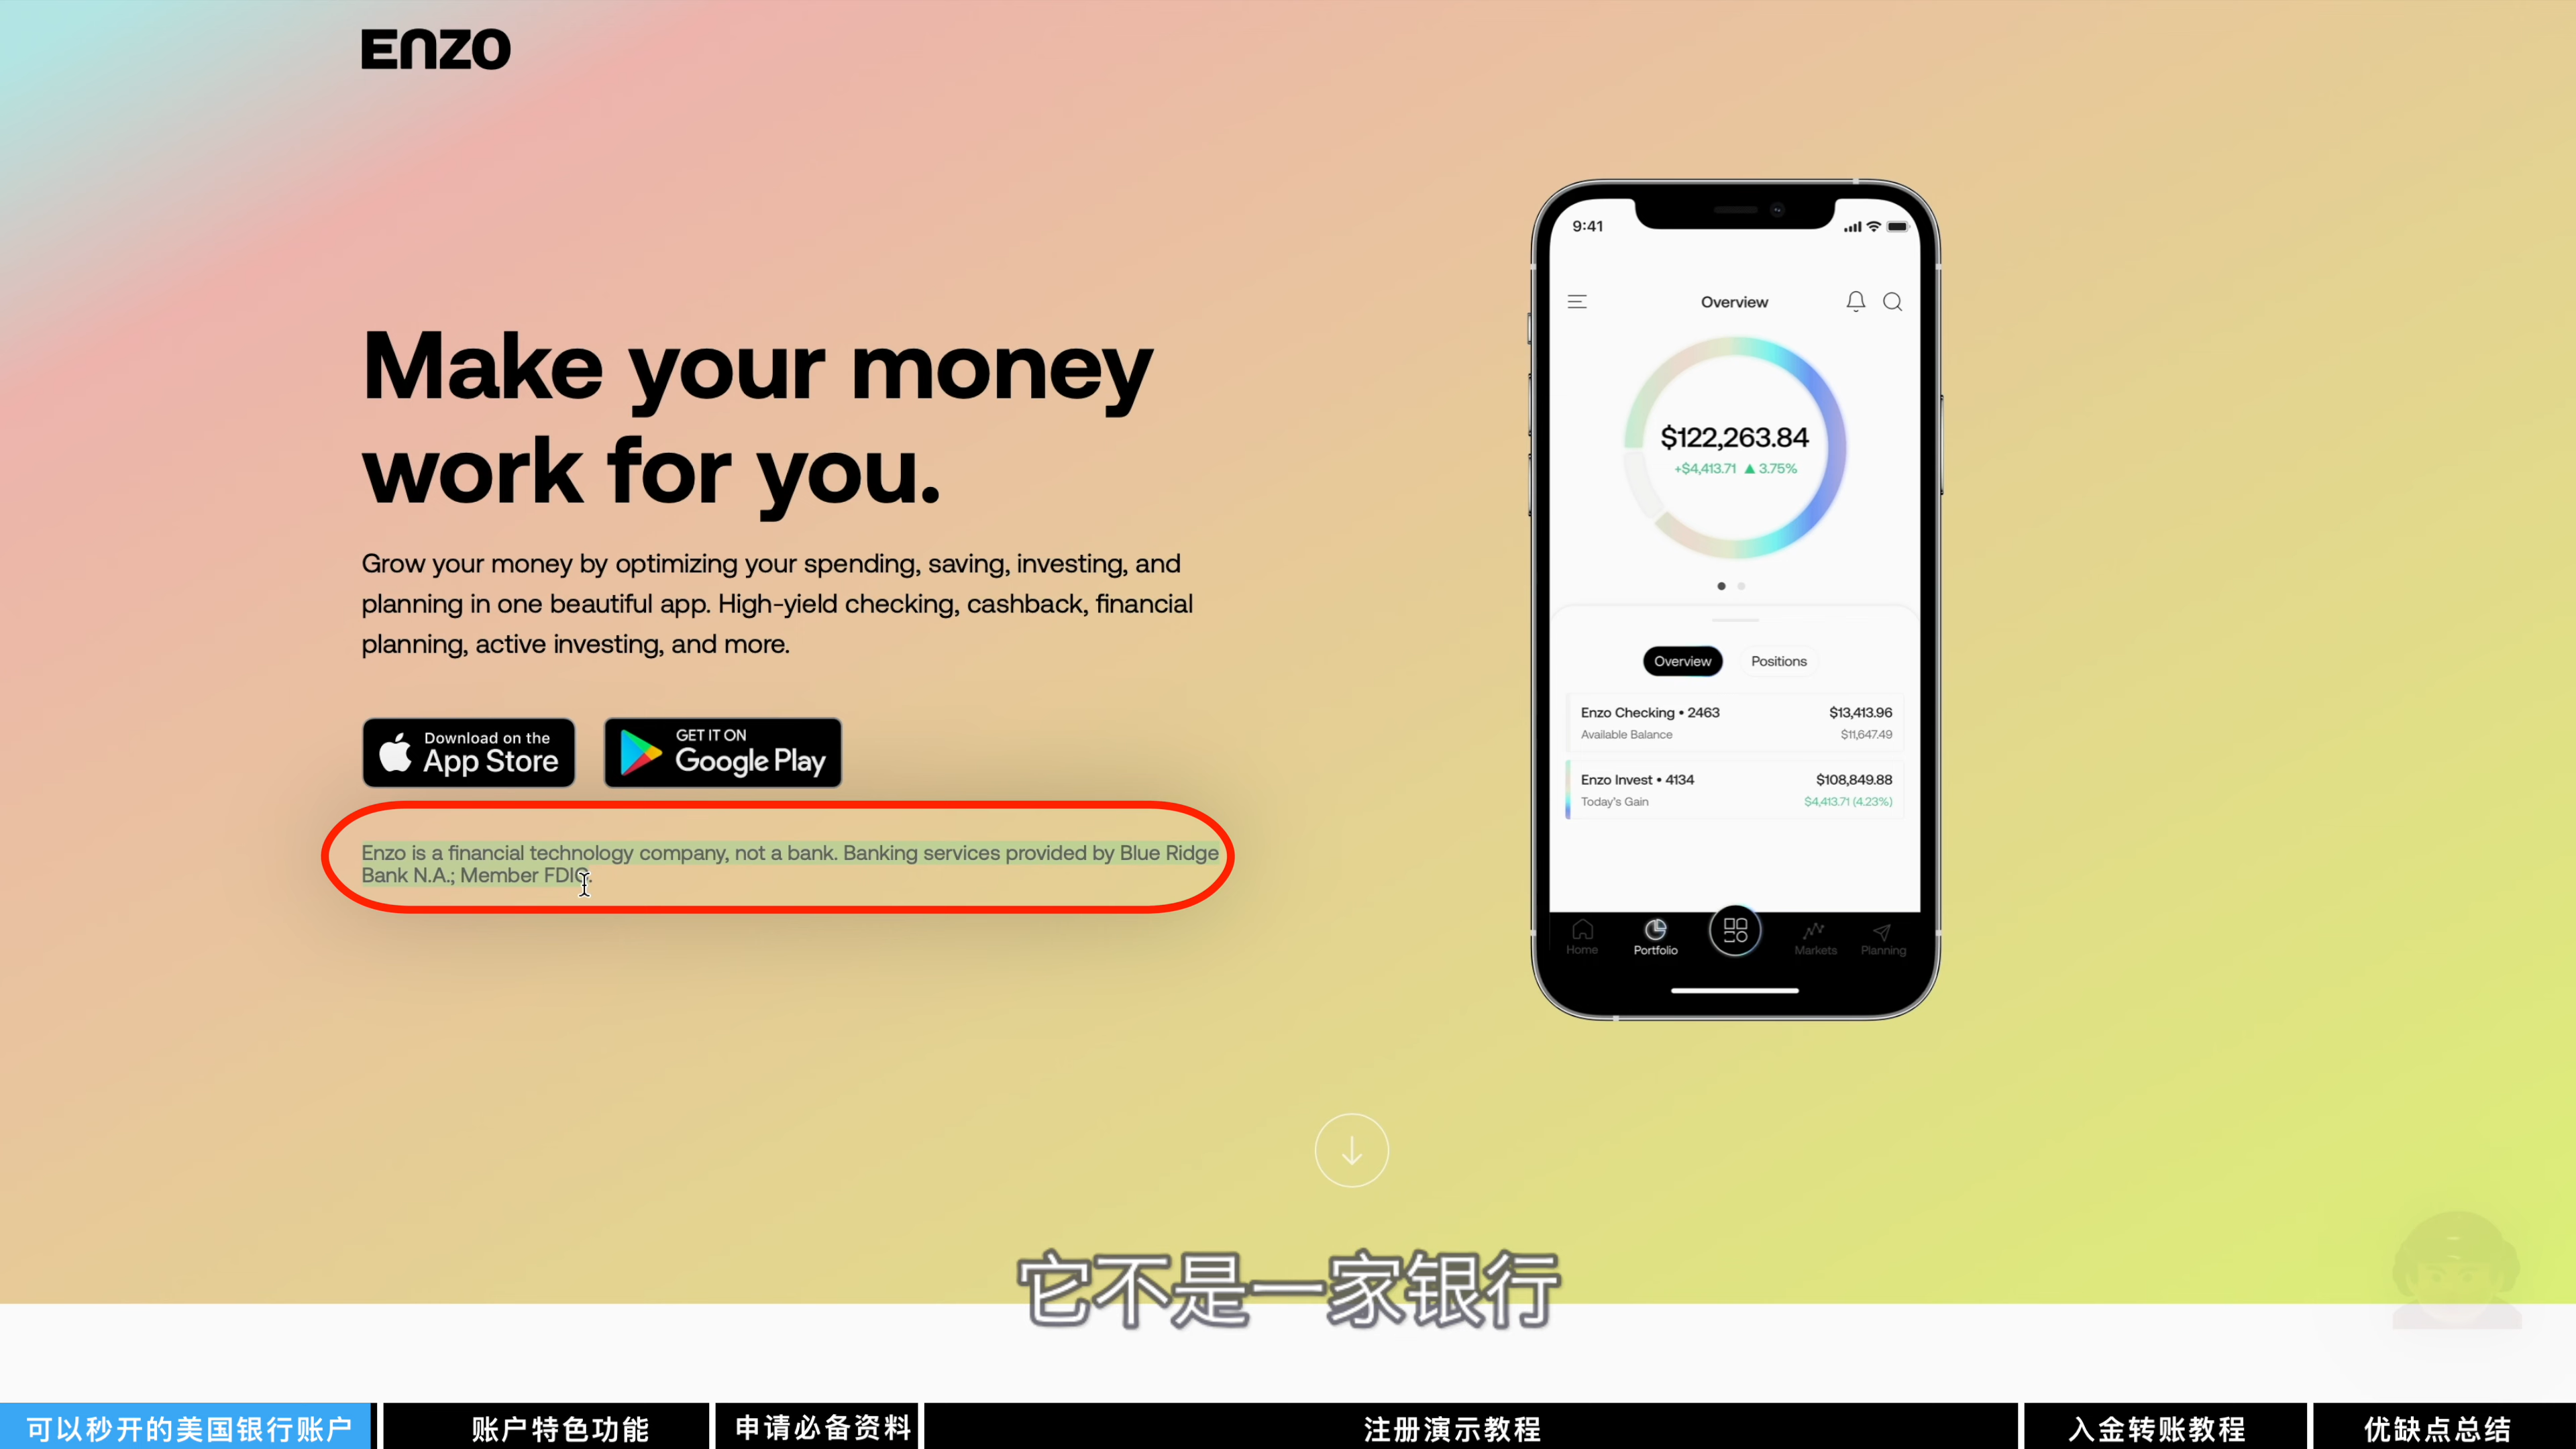 ENZO
Make your money
work for you.
Grow your money by optimizing your spending, saving, investing, and
planning in one beautiful app. High-yield checking, cashback, financial
planning, active investing, and more.
Download on the
App Store
GET IT ON
Google Play
Enzo is a financial technology company, not a bank. Banking services provided by Blue Ridge
Bank N.A.; Member FDIC.
9:41
Overview
$122,263.84
+$4,413.71 ▲ 3.75%
Overview
Positions
Enzo Checking • 2463
$13,413.96
Available Balance
$11,647.49
Enzo Invest • 4134
$108,849.88
Today's Gain
$4,413.71 (4.23%)
Home
Portfolio
Markets
Planning
它不是一家银行
可以秒开的美国银行账户
账户特色功能
申请必备资料
注册演示教程
入金转账教程
优缺点总结